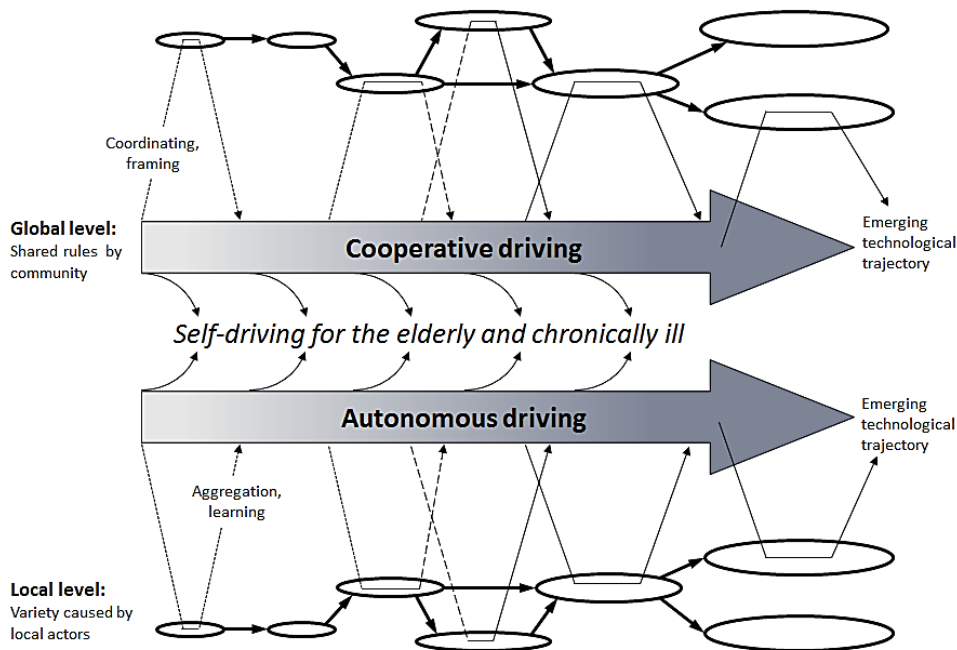 Coordinating,
framing
Global level:
Shared rules by
community
Cooperative driving
Emerging
technological
trajectory
Self-driving for the elderly and chronically ill
Autonomous driving
Emerging
technological
trajectory
Aggregation,
learning
Local level:
Variety caused by
local actors